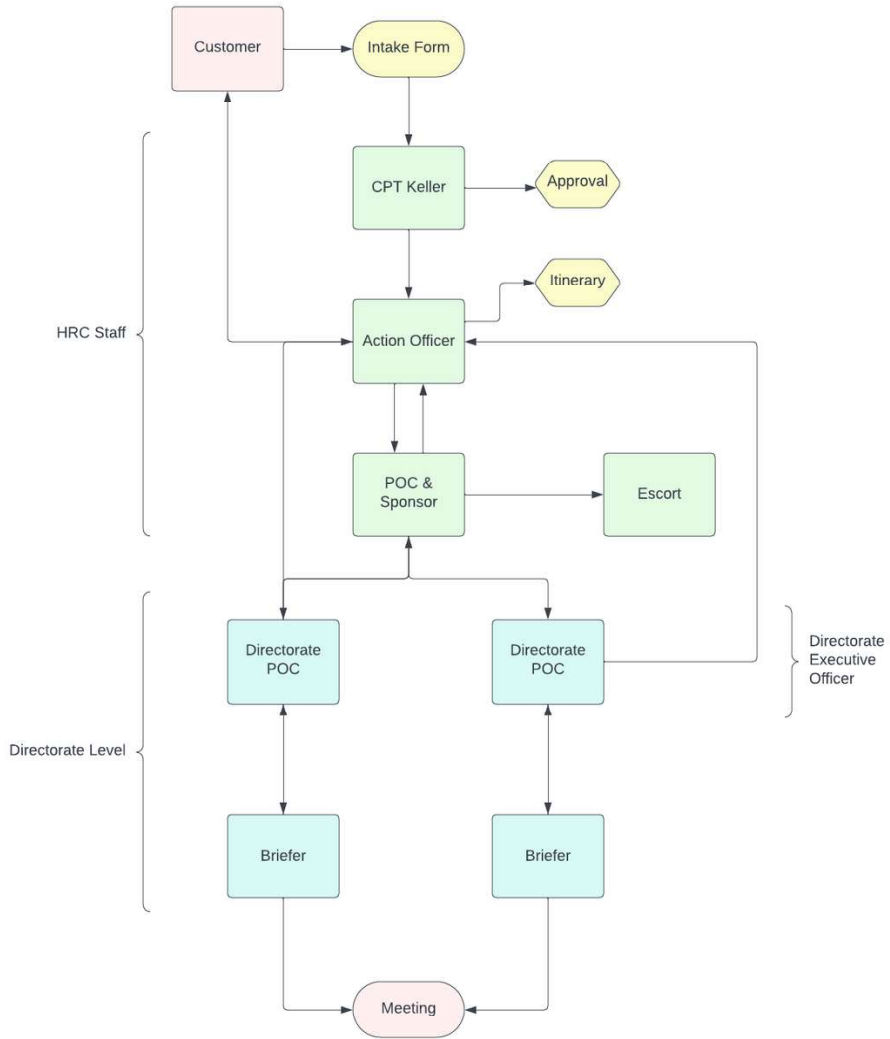 Customer
Intake Form
CPT Keller
Approval
Itinerary
HRC Staff
Action Officer
POC &
Sponsor
Escort
Directorate
POC
Directorate
POC
Directorate
Executive
Officer
Directorate Level
Briefer
Briefer
Meeting